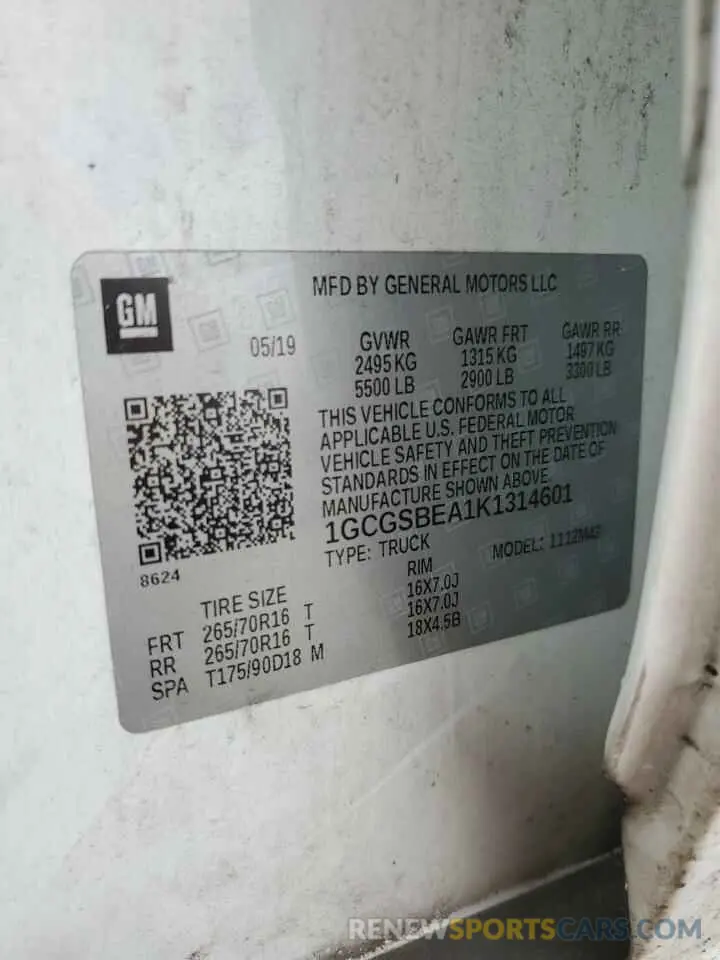 GM
MFD BY GENERAL MOTORS LLC
05/19
GVWR GAWR FRT GAWR RR
2495 KG 1315 KG 1497 KG
5500 LB 2900 LB 3300 LB
THIS VEHICLE CONFORMS TO ALL
APPLICABLE U.S. FEDERAL MOTOR
VEHICLE SAFETY AND THEFT PREVENTION
STANDARDS IN EFFECT ON THE DATE OF
MANUFACTURE SHOWN ABOVE
1GCGSBEA1K1314601
TYPE: TRUCK MODEL: 112M43
8624
TIRE SIZE RIM
FRT 265/70R16 T 16X7.0J
RR 265/70R16 T 16X7.0J
SPA T175/90D18 M 18X4.5B
RENEWSPORTSCARS.COM